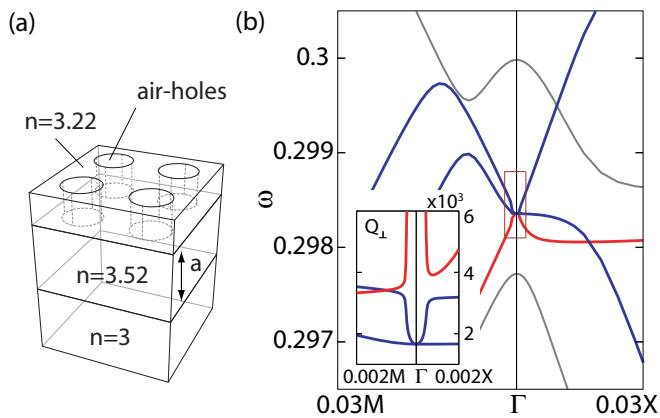 (a)
air-holes
n=3.22
n=3.52
a
n=3
(b)
0.3
0.299
0.298
0.297
ω
x10³
Q⊥
6
4
2
0.002M Γ 0.002X
0.03M Γ 0.03X